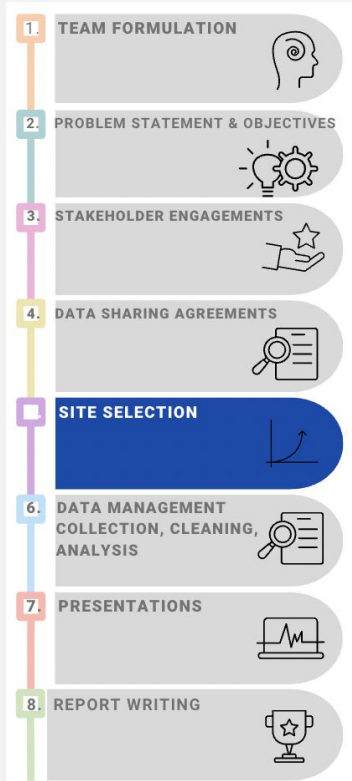 1. TEAM FORMULATION
2. PROBLEM STATEMENT & OBJECTIVES
3. STAKEHOLDER ENGAGEMENTS
4. DATA SHARING AGREEMENTS
SITE SELECTION
6. DATA MANAGEMENT
COLLECTION, CLEANING,
ANALYSIS
7. PRESENTATIONS
8. REPORT WRITING